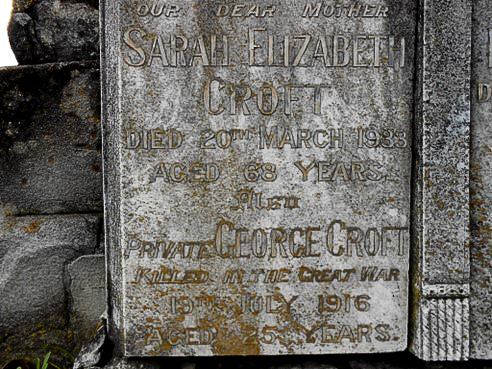 OUR DEAR MOTHER
SARAH ELIZABETH
CROFT
DIED 20TH MARCH 1933
AGED 68 YEARS.
Also
PRIVATE GEORGE CROFT
KILLED IN THE GREAT WAR
19TH JULY 1916
AGED 25 YEARS.